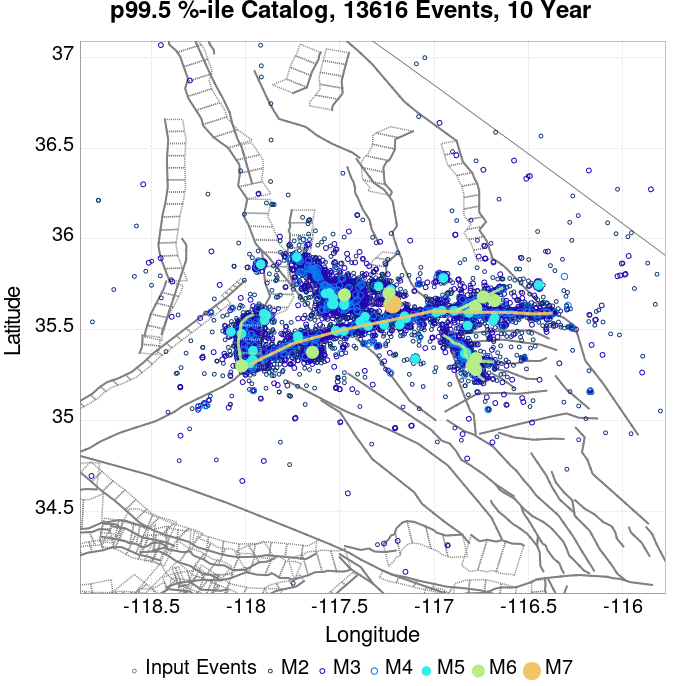 p99.5 %-ile Catalog, 13616 Events, 10 Year
37
36.5
36
35.5
35
34.5
Latitude
-118.5 -118 -117.5 -117 -116.5 -116
Longitude
Input Events M2 M3 M4 M5 M6 M7